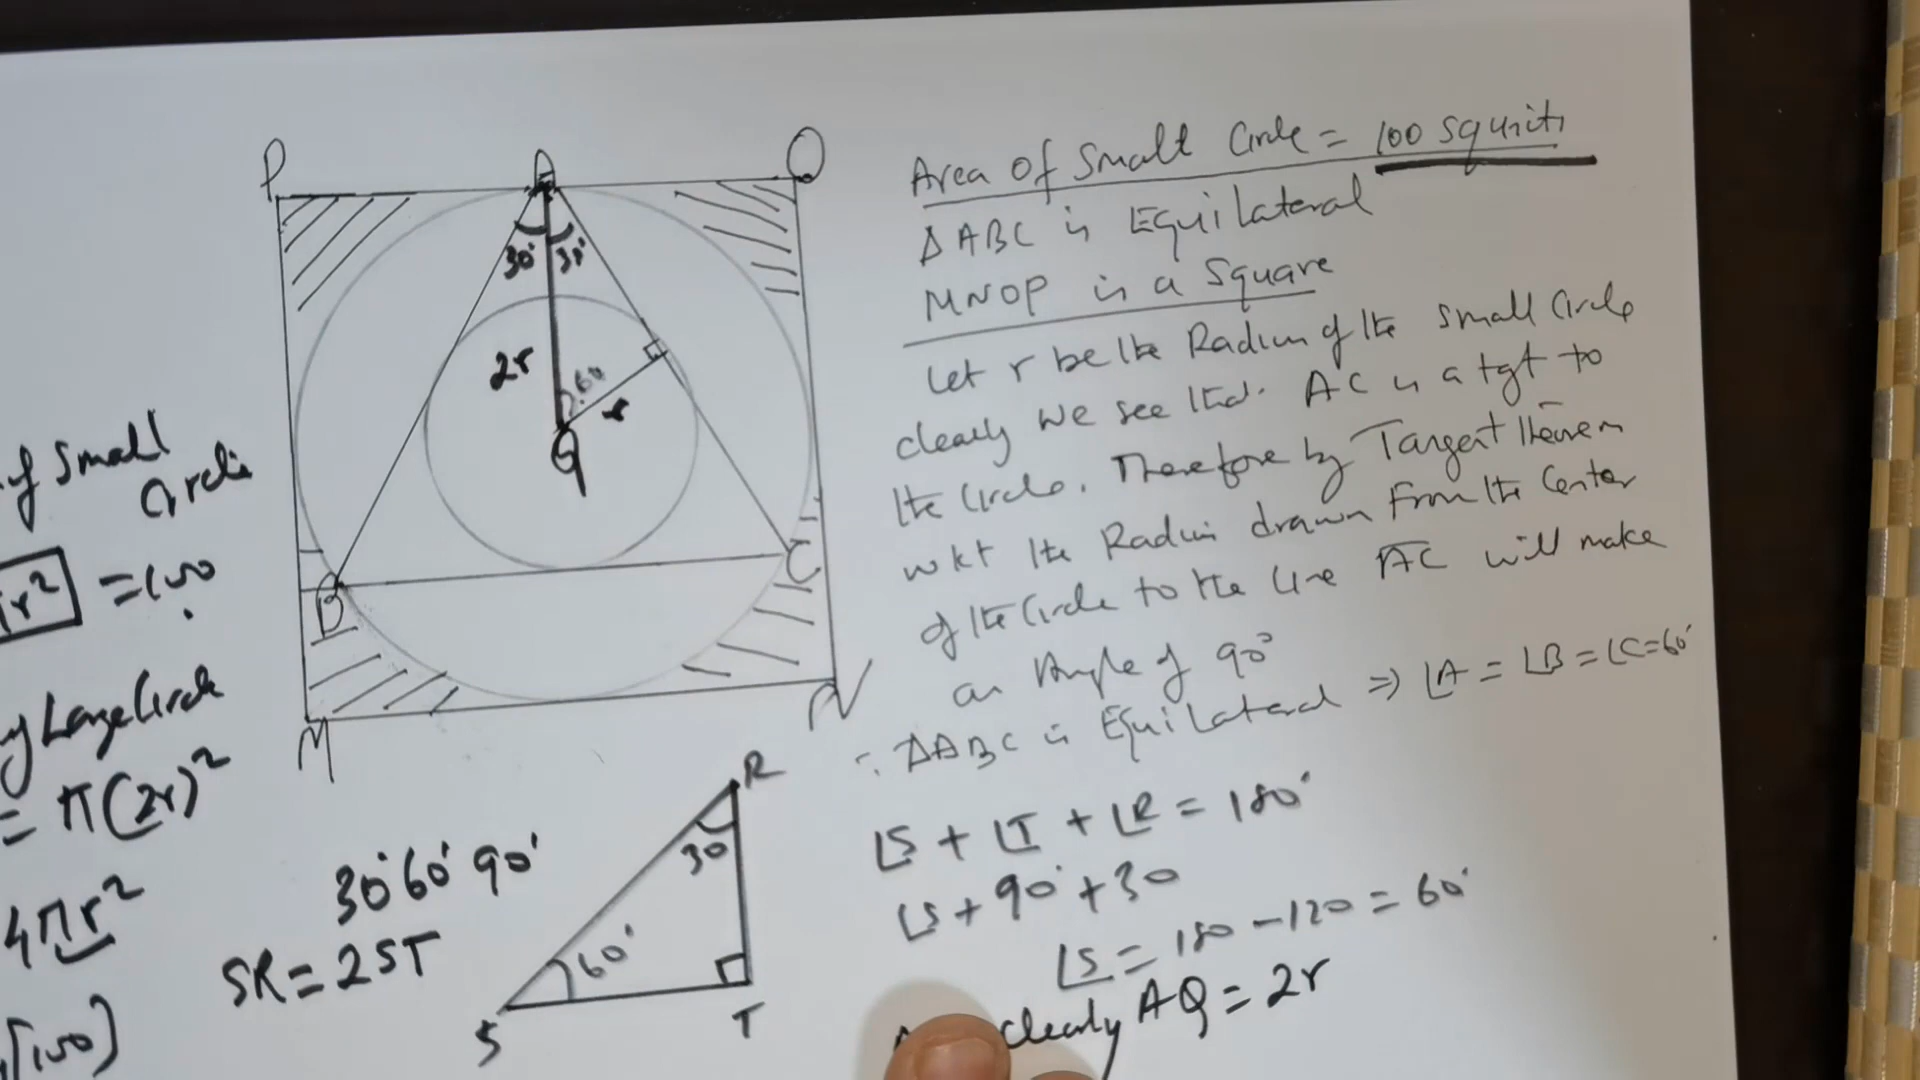 Area of Small Circle = 100 sq units
ΔABC is Equilateral
MNOP is a Square
Let r be the Radius of the small Circle
clearly we see that. AC is a tgt to
the Circle. Therefore by Tangent Theorem
wkt the Radius drawn from the Center
of the Circle to the line AC will make
an Angle of 90°
∴ ΔABC is Equilateral ⇒ ∠A = ∠B = ∠C = 60°
∠S + ∠T + ∠R = 180°
∠S + 90° + 30
∠S = 180 - 120 = 60°
clearly AQ = 2r
P
A
O
30°
30°
2r
60
r
Q
B
C
M
N
of Small
Circle
r² = 100
Large Circle
= π(2r)²
4πr²
(100)
30° 60° 90°
SR = 2ST
R
30
60°
S
T